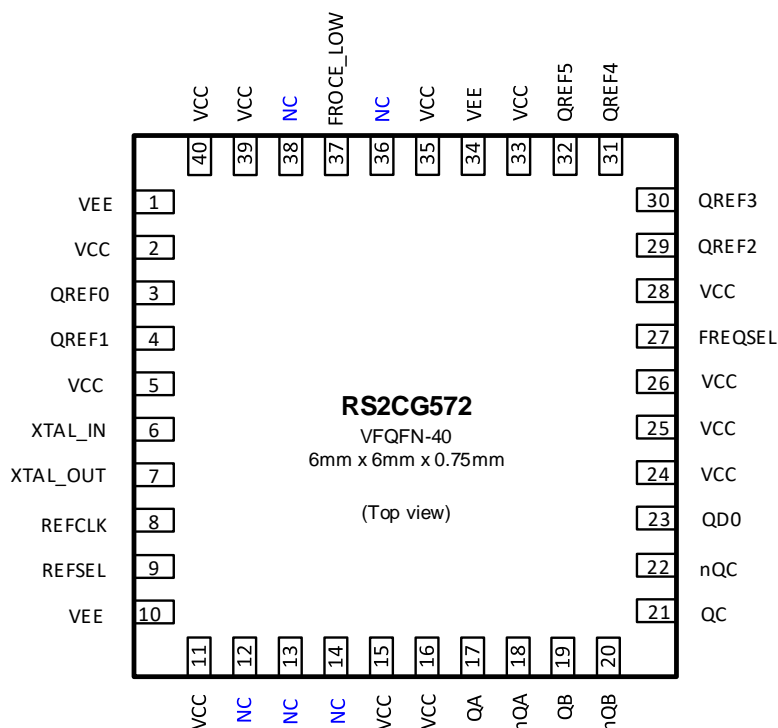 VCC
VCC
NC
FROCE_LOW
NC
VCC
VEE
VCC
QREF5
QREF4
40
39
38
37
36
35
34
33
32
31
VEE 1
VCC 2
QREF0 3
QREF1 4
VCC 5
XTAL_IN 6
XTAL_OUT 7
REFCLK 8
REFSEL 9
VEE 10
RS2CG572
VFQFN-40
6mm x 6mm x 0.75mm
(Top view)
30 QREF3
29 QREF2
28 VCC
27 FREQSEL
26 VCC
25 VCC
24 VCC
23 QD0
22 nQC
21 QC
11
12
13
14
15
16
17
18
19
20
VCC
NC
NC
NC
VCC
VCC
QA
nQA
QB
nQB